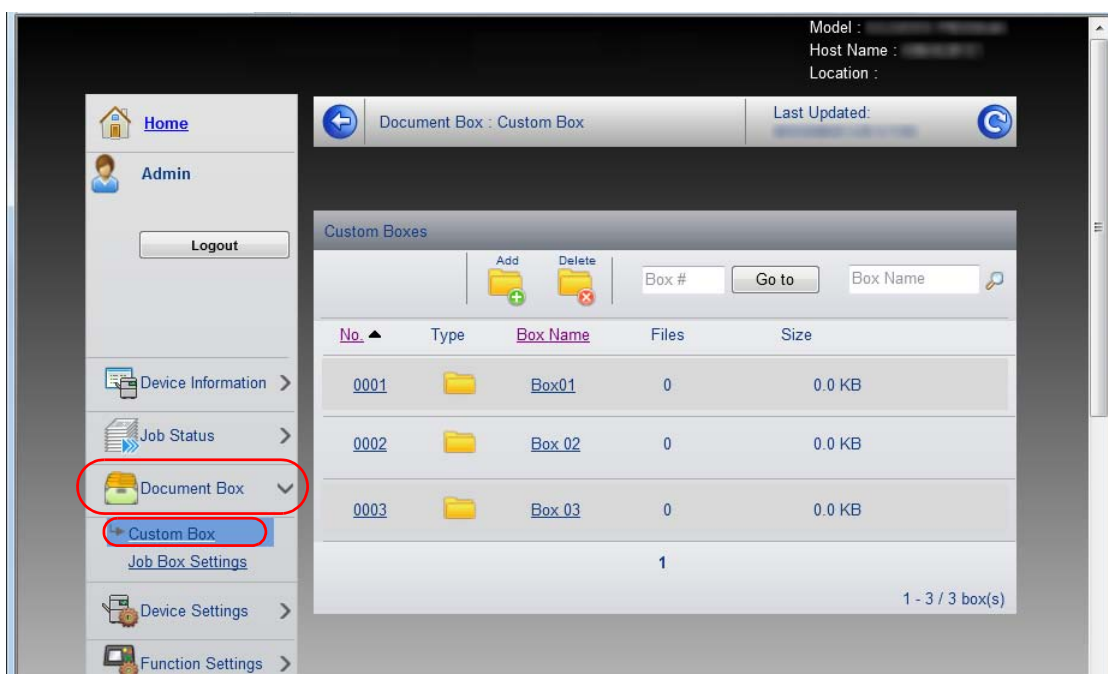 Model :
Host Name :
Location :
Home
Admin
Logout
Device Information
Job Status
Document Box
Custom Box
Job Box Settings
Device Settings
Function Settings
Document Box : Custom Box
Last Updated:
Custom Boxes
Add Delete
Box # Go to Box Name
No. Type Box Name Files Size
0001 Box01 0 0.0 KB
0002 Box 02 0 0.0 KB
0003 Box 03 0 0.0 KB
1
1 - 3 / 3 box(s)